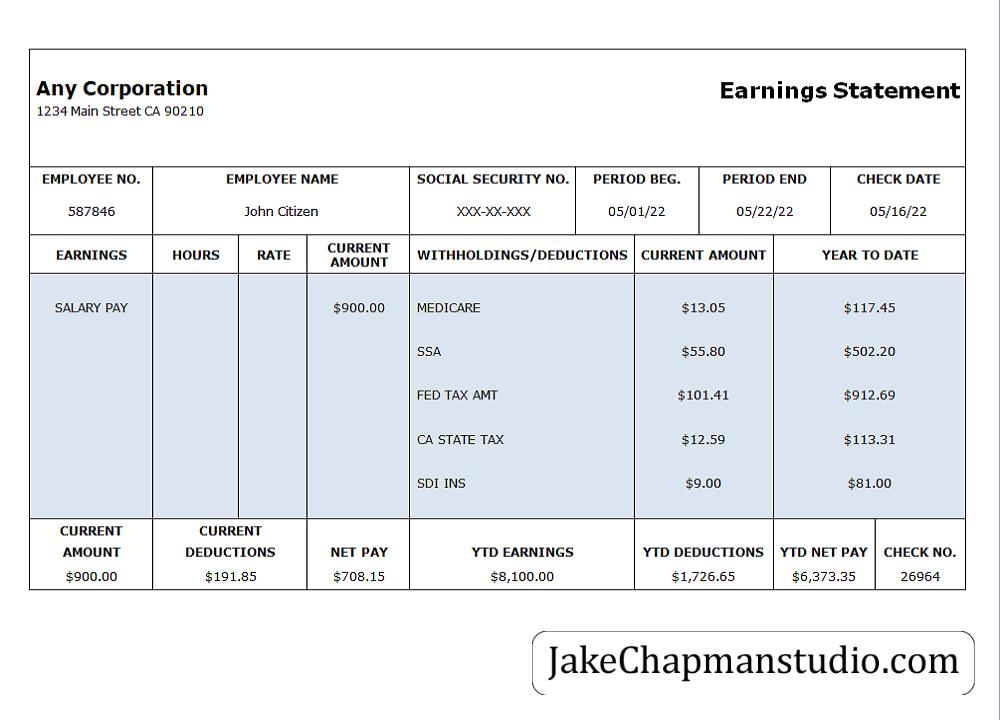 Any Corporation
Earnings Statement
1234 Main Street CA 90210
EMPLOYEE NO. EMPLOYEE NAME SOCIAL SECURITY NO. PERIOD BEG. PERIOD END CHECK DATE
587846 John Citizen XXX-XX-XXX 05/01/22 05/22/22 05/16/22
EARNINGS HOURS RATE CURRENT AMOUNT WITHHOLDINGS/DEDUCTIONS CURRENT AMOUNT YEAR TO DATE
SALARY PAY $900.00 MEDICARE $13.05 $117.45
SSA $55.80 $502.20
FED TAX AMT $101.41 $912.69
CA STATE TAX $12.59 $113.31
SDI INS $9.00 $81.00
CURRENT AMOUNT CURRENT DEDUCTIONS NET PAY YTD EARNINGS YTD DEDUCTIONS YTD NET PAY CHECK NO.
$900.00 $191.85 $708.15 $8,100.00 $1,726.65 $6,373.35 26964
JakeChapmanstudio.com